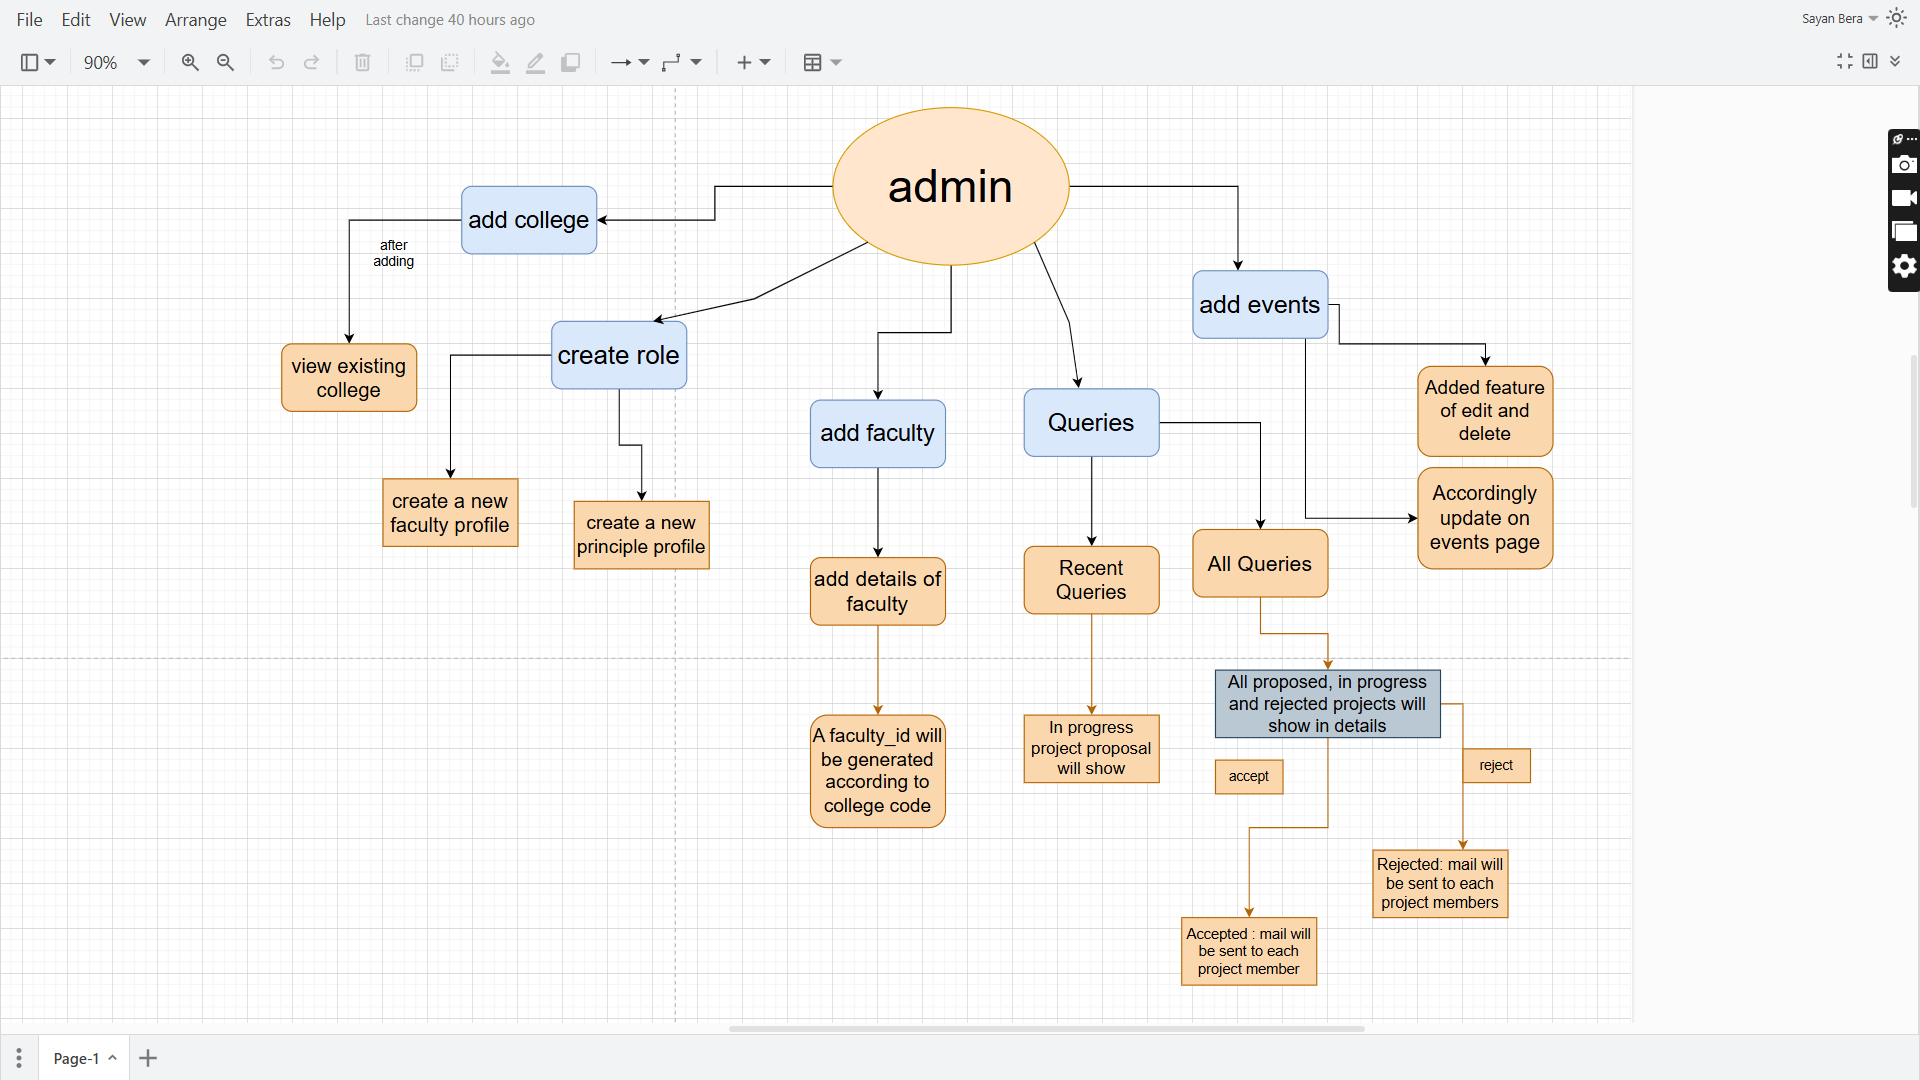 File Edit View Arrange Extras Help Last change 40 hours ago
Sayan Bera
90%
admin
add college
after
adding
add events
view existing
college
create role
Added feature
of edit and
delete
add faculty
Queries
create a new
faculty profile
create a new
principle profile
Accordingly
update on
events page
add details of
faculty
Recent
Queries
All Queries
All proposed, in progress
and rejected projects will
show in details
A faculty_id will
be generated
according to
college code
In progress
project proposal
will show
accept
reject
Rejected: mail will
be sent to each
project members
Accepted : mail will
be sent to each
project member
Page-1